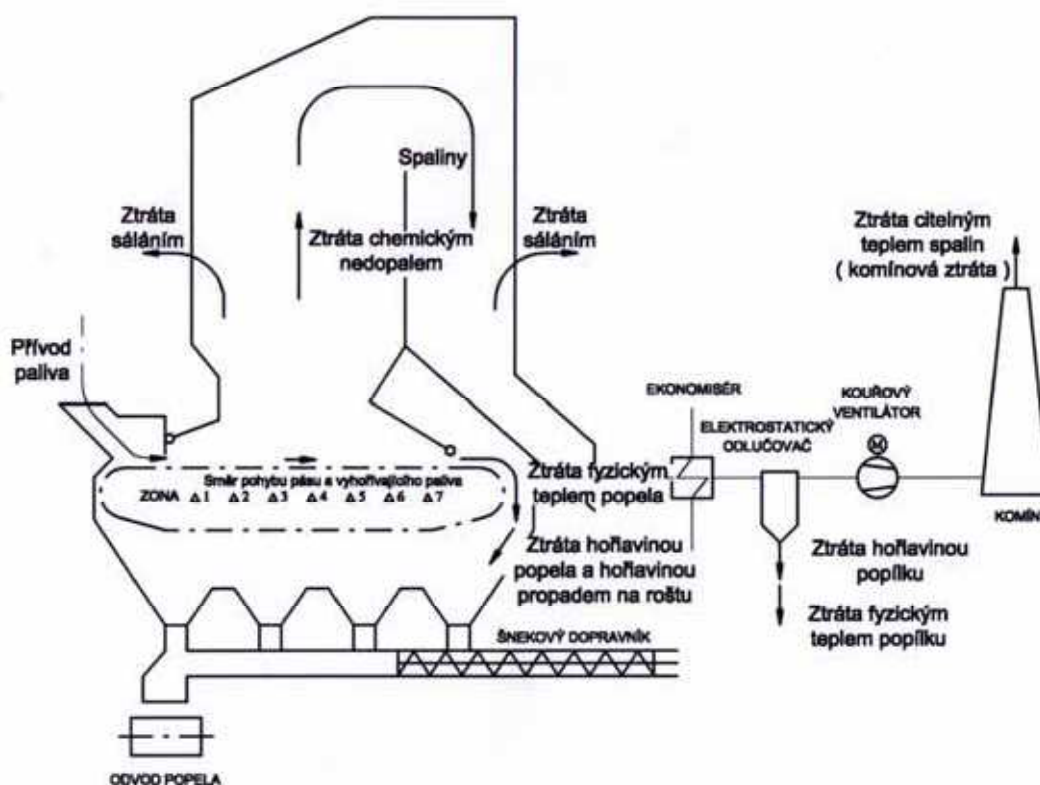 Spaliny
Ztráta
sáláním
Ztráta chemickým
nedopalem
Ztráta
sáláním
Ztráta citelným
teplem spalin
( komínová ztráta )
Přívod
paliva
EKONOMISÉR
KOUŘOVÝ
VENTILÁTOR
ELEKTROSTATICKÝ
ODLUČOVAČ
M
Směr pohybu pásu a vyhořívajícího paliva
ZONA 1 2 3 4 5 6 7
Ztráta fyzickým
teplem popela
KOMÍN
Ztráta hořlavinou
popela a hořlavinou
propadem na roštu
Ztráta hořlavinou
popílku
Ztráta fyzickým
teplem popílku
ŠNEKOVÝ DOPRAVNÍK
ODVOD POPELA